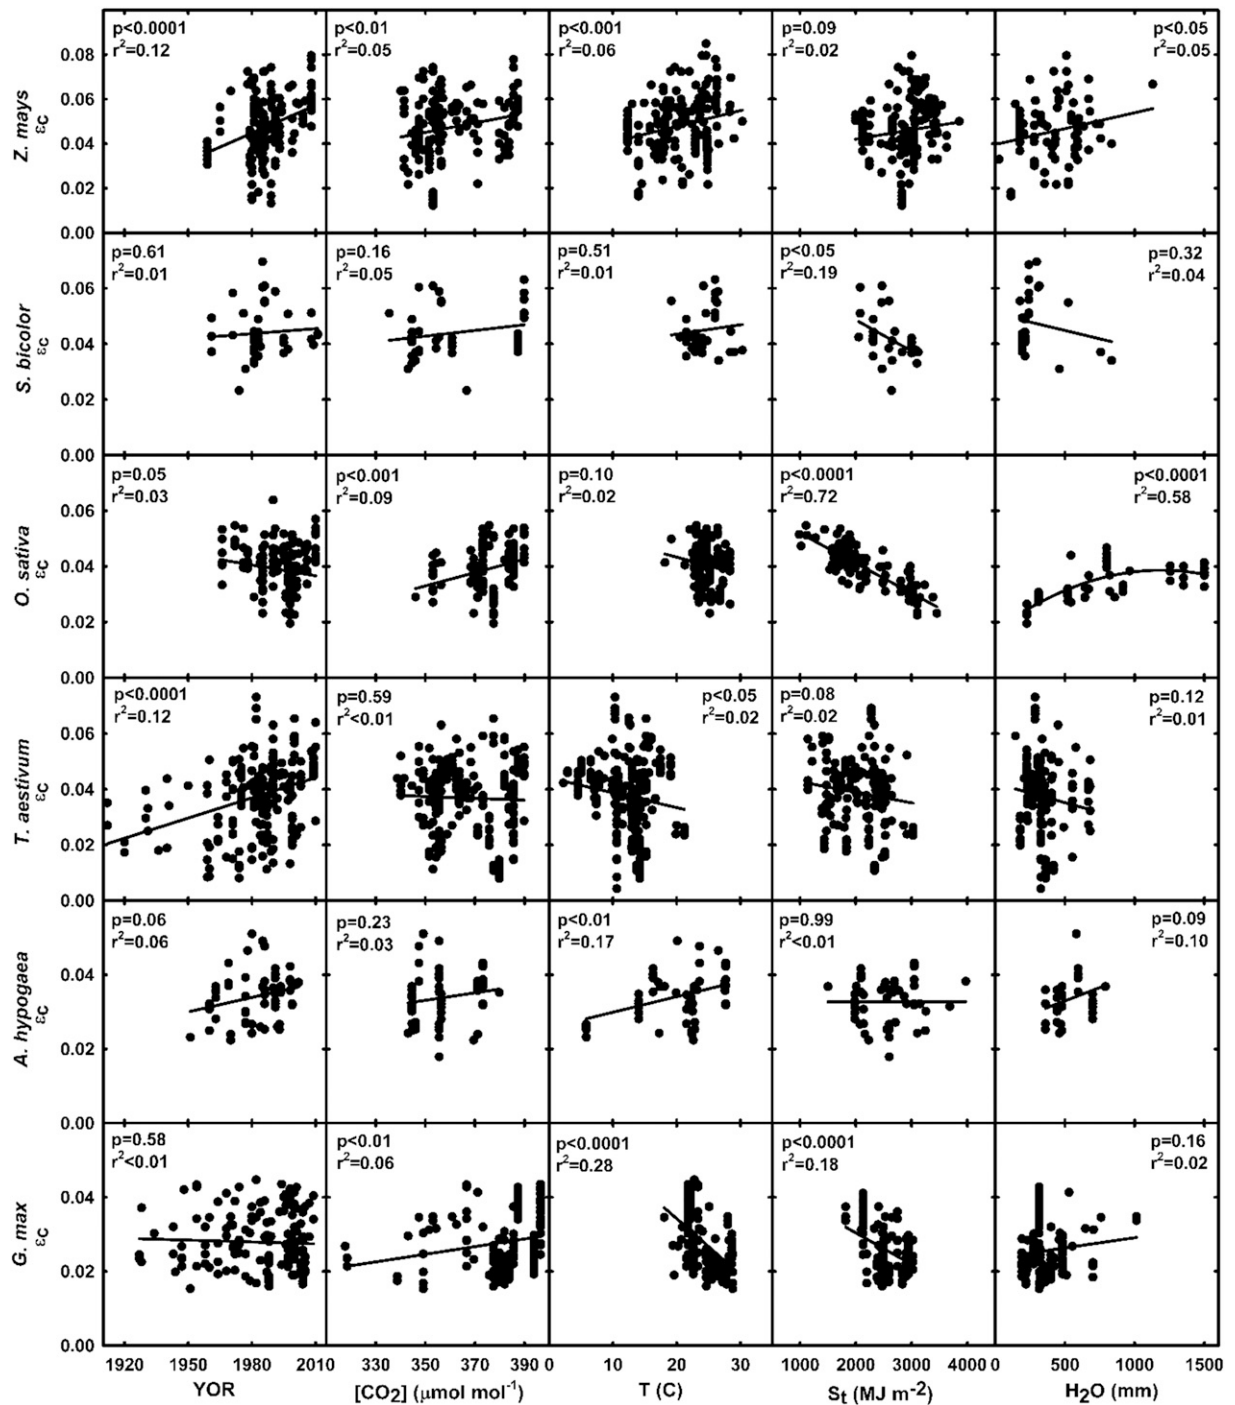 p<0.0001 p<0.01 p<0.001 p=0.09 p<0.05
r²=0.12 r²=0.05 r²=0.06 r²=0.02 r²=0.05
Z. mays
εc
0.08
0.06
0.04
0.02
0.00
p=0.61 p=0.16 p=0.51 p<0.05 p=0.32
r²=0.01 r²=0.05 r²=0.01 r²=0.19 r²=0.04
S. bicolor
εc
0.06
0.04
0.02
0.00
p=0.05 p<0.001 p=0.10 p<0.0001 p<0.0001
r²=0.03 r²=0.09 r²=0.02 r²=0.72 r²=0.58
O. sativa
εc
0.06
0.04
0.02
0.00
p<0.0001 p=0.59 p<0.05 p=0.08 p=0.12
r²=0.12 r²<0.01 r²=0.02 r²=0.02 r²=0.01
T. aestivum
εc
0.06
0.04
0.02
0.00
p=0.06 p=0.23 p<0.01 p=0.99 p=0.09
r²=0.06 r²=0.03 r²=0.17 r²<0.01 r²=0.10
A. hypogaea
εc
0.04
0.02
0.00
p=0.58 p<0.01 p<0.0001 p<0.0001 p=0.16
r²<0.01 r²=0.06 r²=0.28 r²=0.18 r²=0.02
G. max
εc
0.04
0.02
0.00
1920 1950 1980 2010 330 350 370 390 0 10 20 30 1000 2000 3000 4000 0 500 1000 1500
YOR [CO₂] (μmol mol⁻¹) T (C) Sₜ (MJ m⁻²) H₂O (mm)